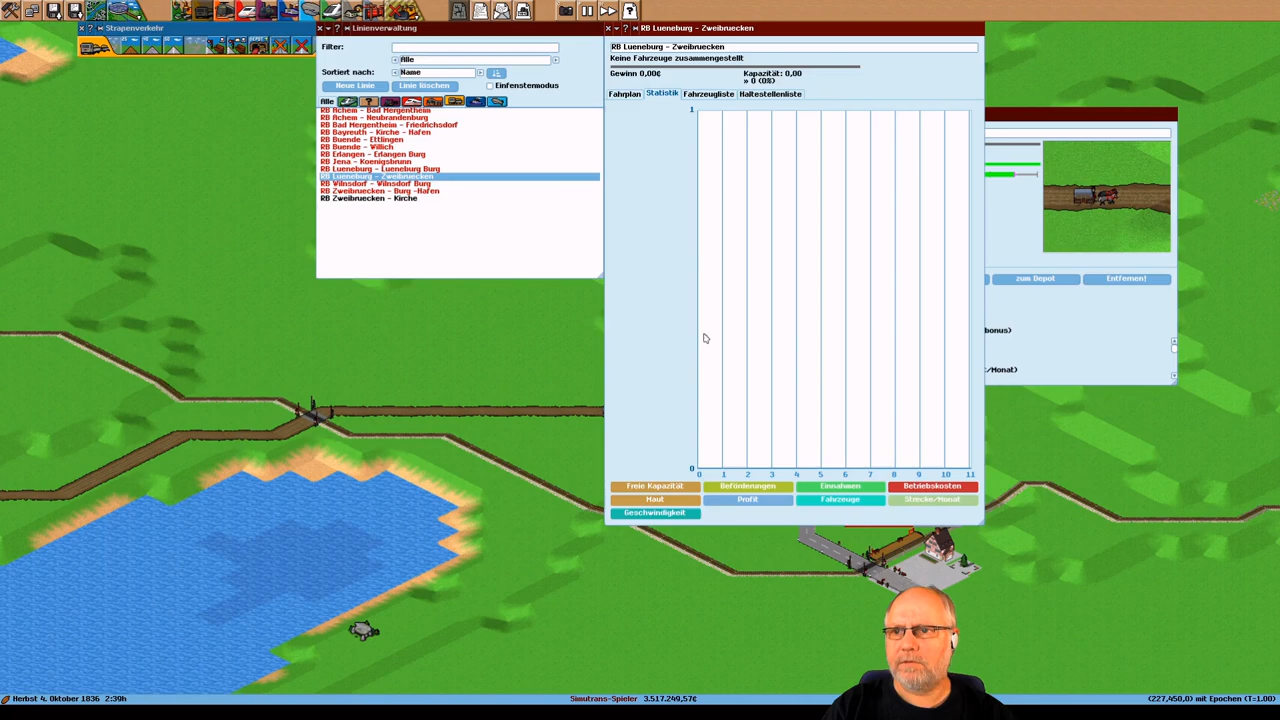 Straßenverkehr
Linienverwaltung
Filter:
Alle
Sortiert nach:
Name
Neue Linie
Linie löschen
Einfenstermodus
Alle
RB Achem - Bad Mergentheim
RB Achem - Neubrandenburg
RB Bad Mergentheim - Friedrichsdorf
RB Bayreuth - Kirche - Hafen
RB Buende - Ettlingen
RB Buende - Willich
RB Erlangen - Erlangen Burg
RB Jena - Koenigsbrunn
RB Lueneburg - Lueneburg Burg
RB Lueneburg - Zweibruecken
RB Wilnsdorf - Wilnsdorf Burg
RB Zweibruecken - Burg -Hafen
RB Zweibruecken - Kirche
RB Lueneburg - Zweibruecken
RB Lueneburg - Zweibruecken
Keine Fahrzeuge zusammengestellt
Gewinn 0,00¢
Kapazität: 0,00
» 0 (0%)
Fahrplan
Statistik
Fahrzeugliste
Haltestellenliste
1
0
0 1 2 3 4 5 6 7 8 9 10 11
Freie Kapazität
Beförderungen
Einnahmen
Betriebskosten
Maut
Profit
Fahrzeuge
Strecke/Monat
Geschwindigkeit
zum Depot
Entfernen!
bonus)
/Monat)
Herbst 4. Oktober 1836 2:39h
Simutrans-Spieler 3.517.249,57¢
(227,450,0) mit Epochen (T=1.00)